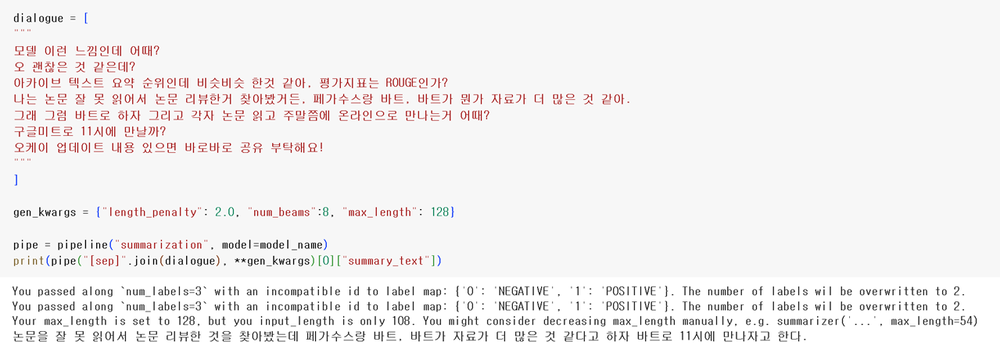 dialogue = [
"""
모델 이런 느낌인데 어때?
오 괜찮은 것 같은데?
아카이브 텍스트 요약 순위인데 비슷비슷 한것 같아, 평가지표는 ROUGE인가?
나는 논문 잘 못 읽어서 논문 리뷰한거 찾아봤거든, 페가수스랑 바트, 바트가 뭔가 자료가 더 많은 것 같아.
그래 그럼 바트로 하자 그리고 각자 논문 읽고 주말쯤에 온라인으로 만나는거 어때?
구글미트로 11시에 만날까?
오케이 업데이트 내용 있으면 바로바로 공유 부탁해요!
"""
]
gen_kwargs = {"length_penalty": 2.0, "num_beams":8, "max_length": 128}
pipe = pipeline("summarization", model=model_name)
print(pipe("[sep]".join(dialogue), **gen_kwargs)[0]["summary_text"])
You passed along `num_labels=3` with an incompatible id to label map: {'0': 'NEGATIVE', '1': 'POSITIVE'}. The number of labels wil be overwritten to 2.
You passed along `num_labels=3` with an incompatible id to label map: {'0': 'NEGATIVE', '1': 'POSITIVE'}. The number of labels wil be overwritten to 2.
Your max_length is set to 128, but you input_length is only 108. You might consider decreasing max_length manually, e.g. summarizer('...', max_length=54)
논문을 잘 못 읽어서 논문 리뷰한 것을 찾아봤는데 페가수스랑 바트, 바트가 자료가 더 많은 것 같다고 하자 바트로 11시에 만나자고 한다.